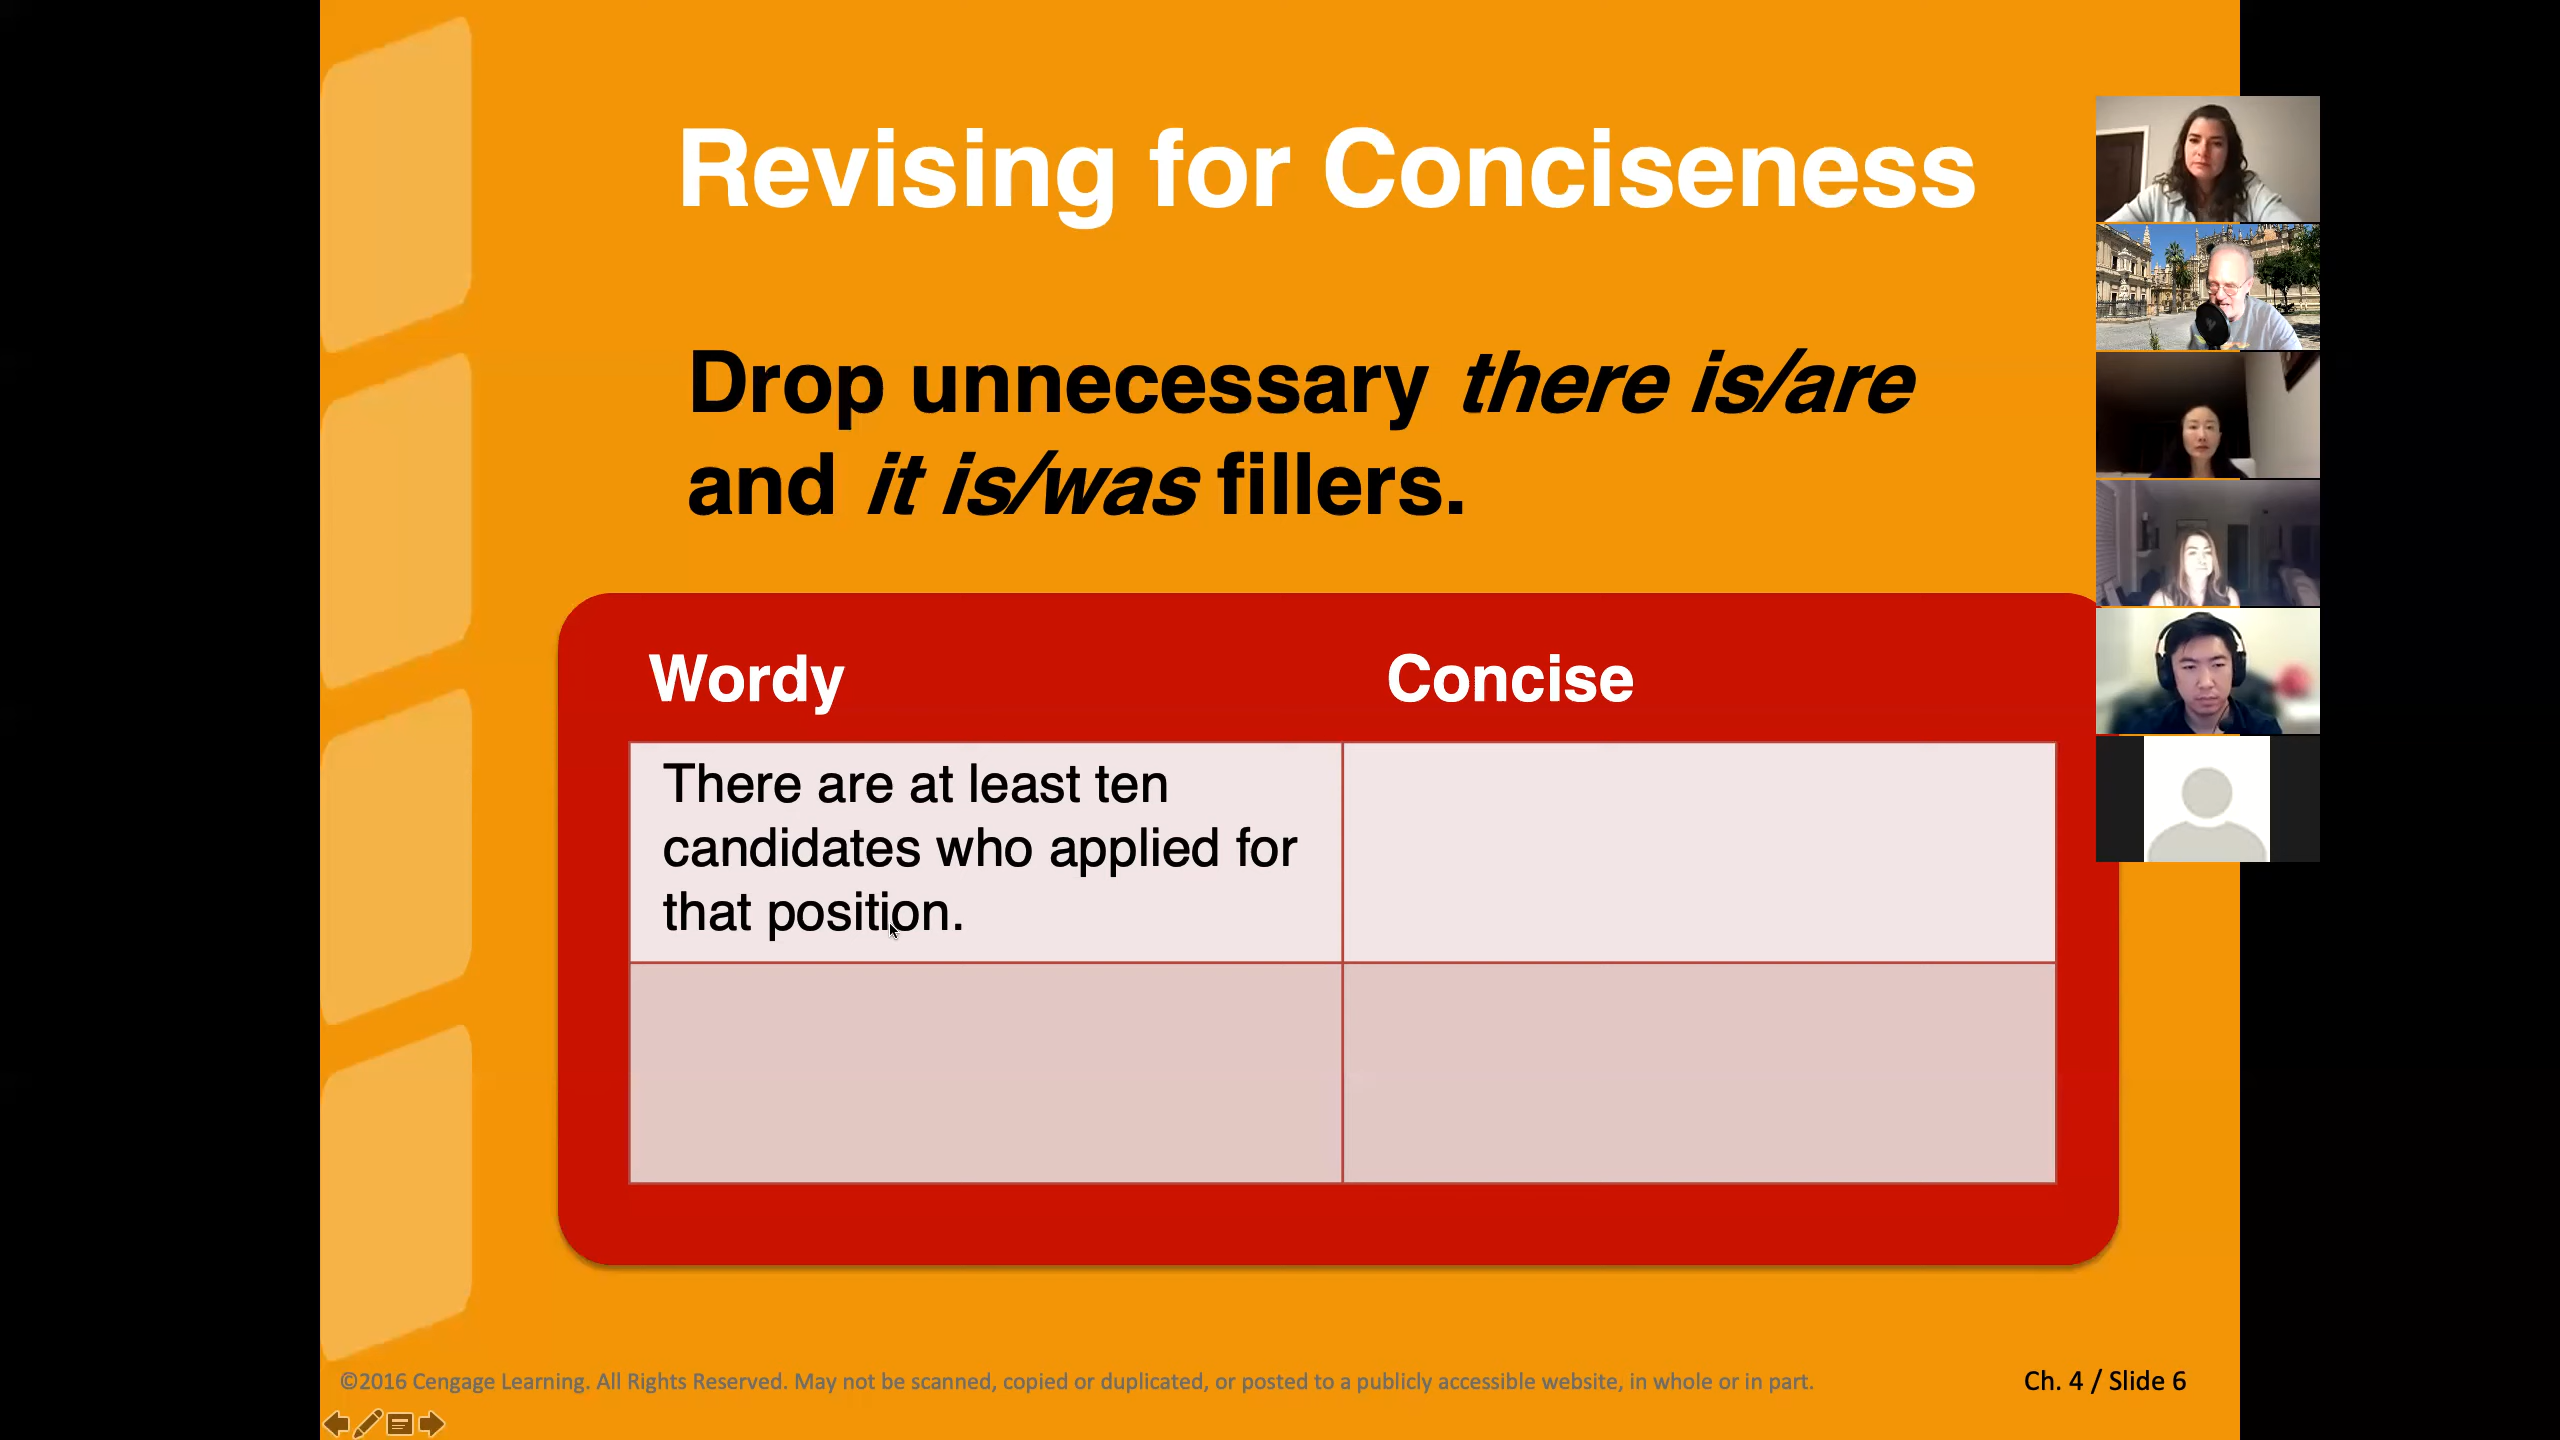 Revising for Conciseness
Drop unnecessary there is/are
and it is/was fillers.
Wordy
Concise
There are at least ten
candidates who applied for
that position.
©2016 Cengage Learning. All Rights Reserved. May not be scanned, copied or duplicated, or posted to a publicly accessible website, in whole or in part.
Ch. 4 / Slide 6